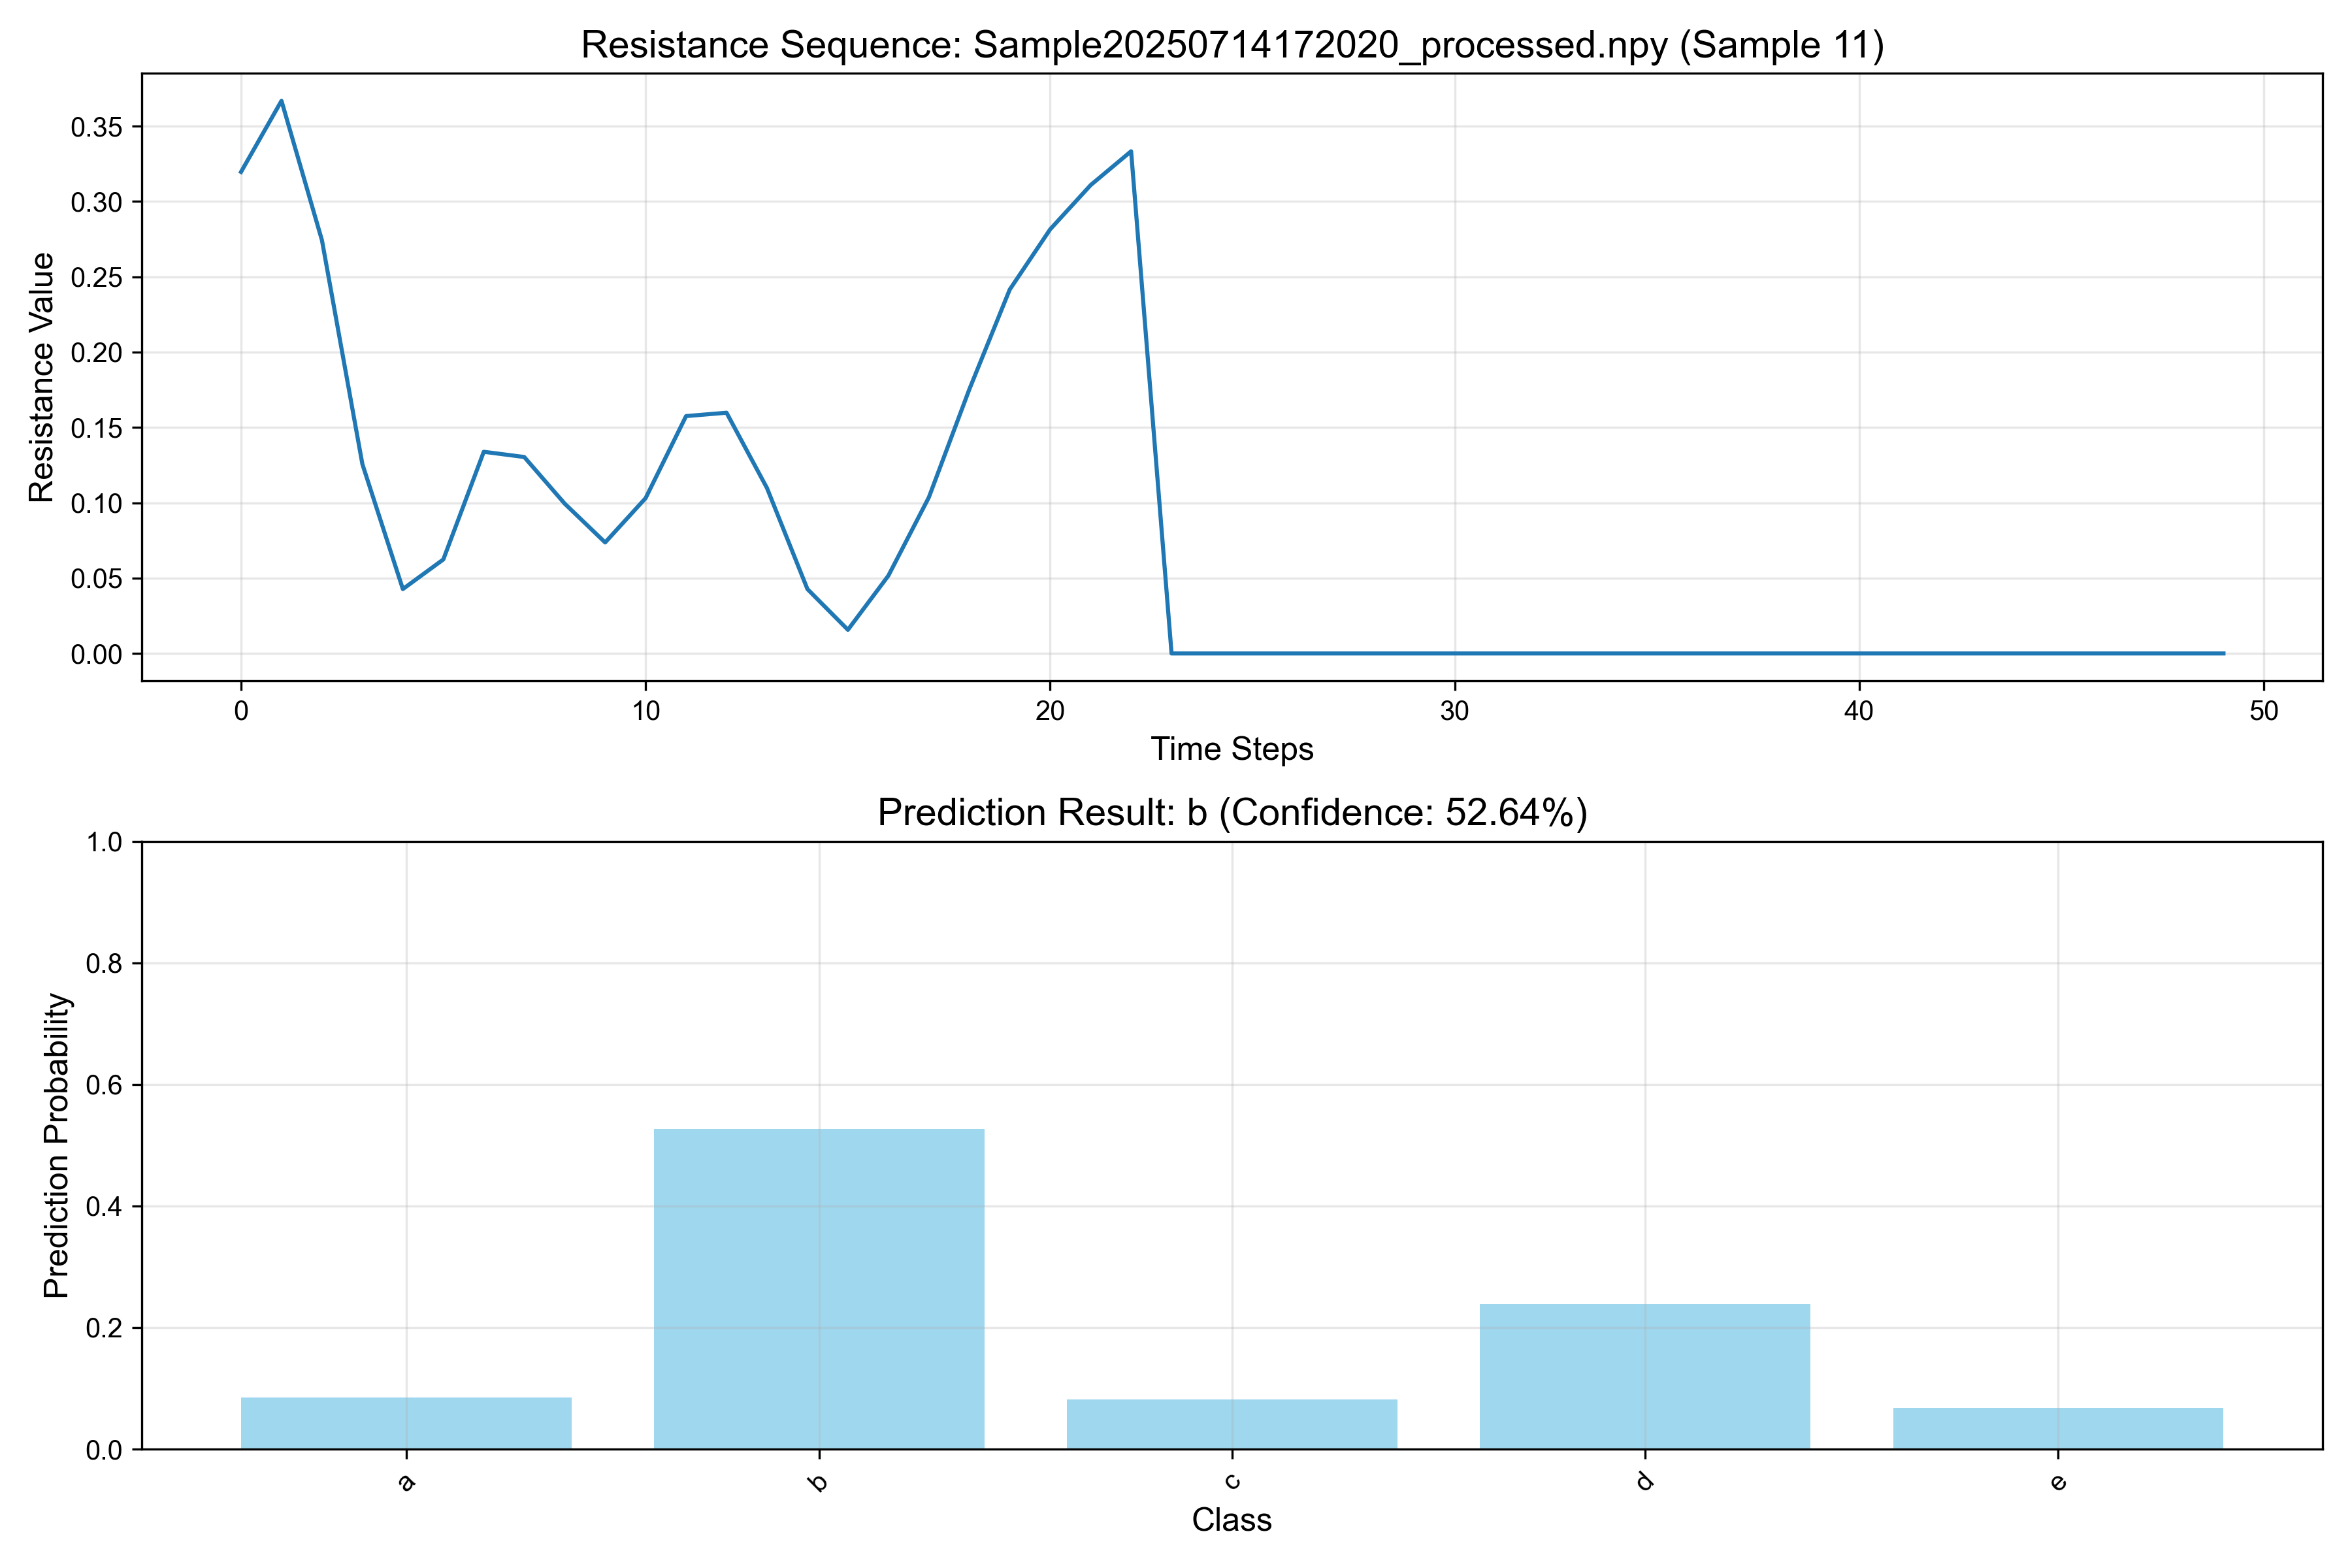 Resistance Sequence: Sample20250714172020_processed.npy (Sample 11)
Resistance Value
0.35
0.30
0.25
0.20
0.15
0.10
0.05
0.00
0 10 20 30 40 50
Time Steps
Prediction Result: b (Confidence: 52.64%)
Prediction Probability
1.0
0.8
0.6
0.4
0.2
0.0
a b c d e
Class